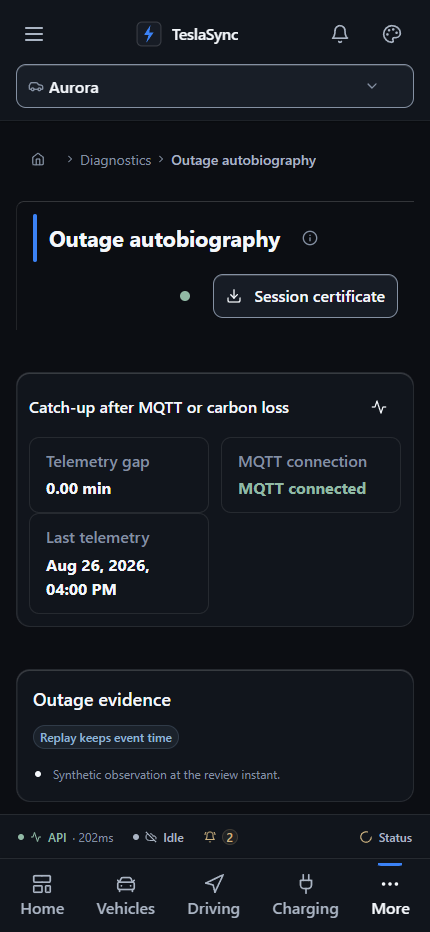 TeslaSync
Aurora
Diagnostics
Outage autobiography
Outage autobiography
Session certificate
Catch-up after MQTT or carbon loss
Telemetry gap
0.00 min
MQTT connection
MQTT connected
Last telemetry
Aug 26, 2026,
04:00 PM
Outage evidence
Replay keeps event time
Synthetic observation at the review instant.
API · 202ms
Idle
2
Status
Home
Vehicles
Driving
Charging
More